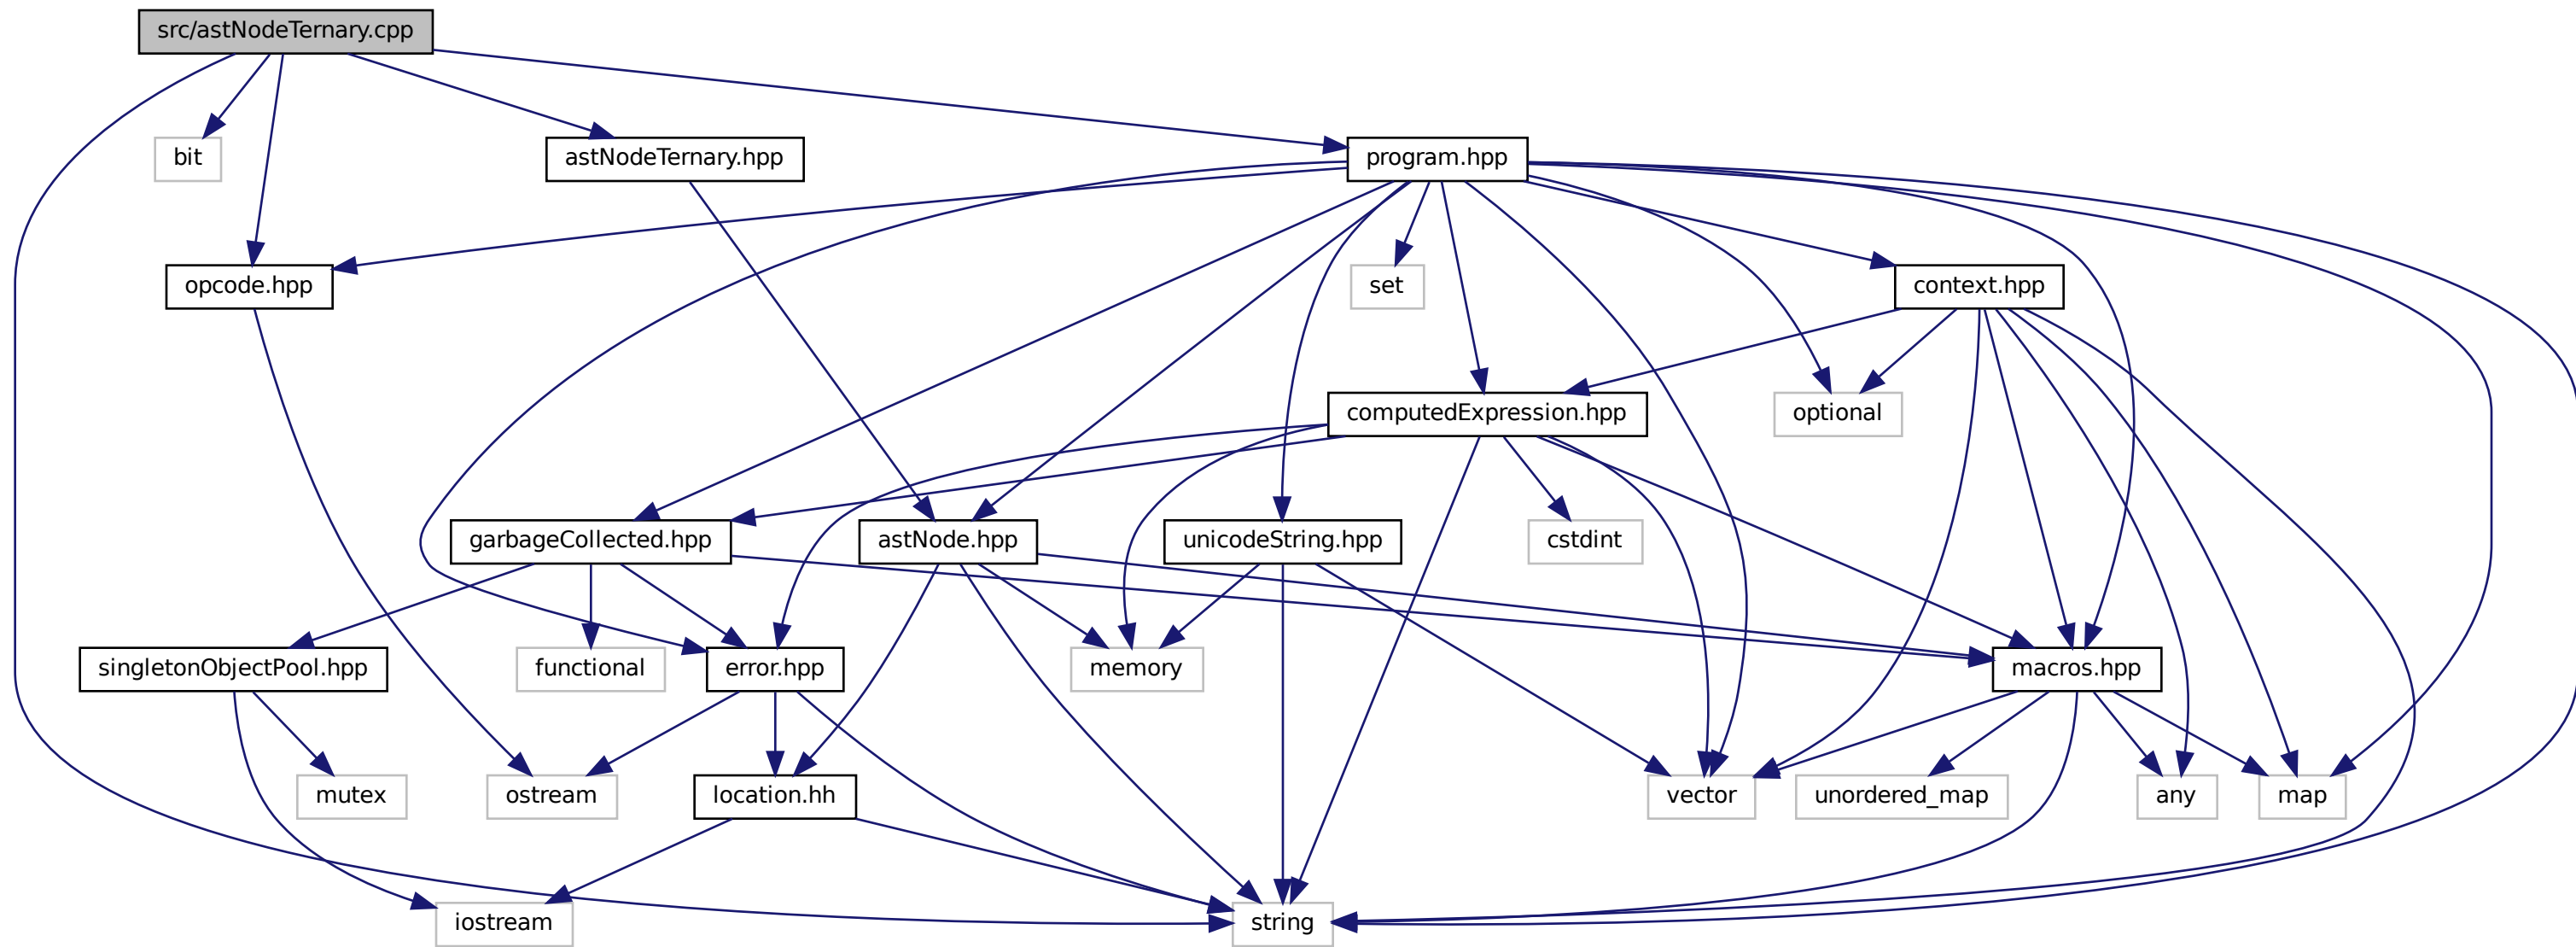 src/astNodeTernary.cpp
bit
astNodeTernary.hpp
program.hpp
opcode.hpp
set
context.hpp
computedExpression.hpp
optional
garbageCollected.hpp
astNode.hpp
unicodeString.hpp
cstdint
singletonObjectPool.hpp
functional
error.hpp
memory
macros.hpp
mutex
ostream
location.hh
vector
unordered_map
any
map
iostream
string